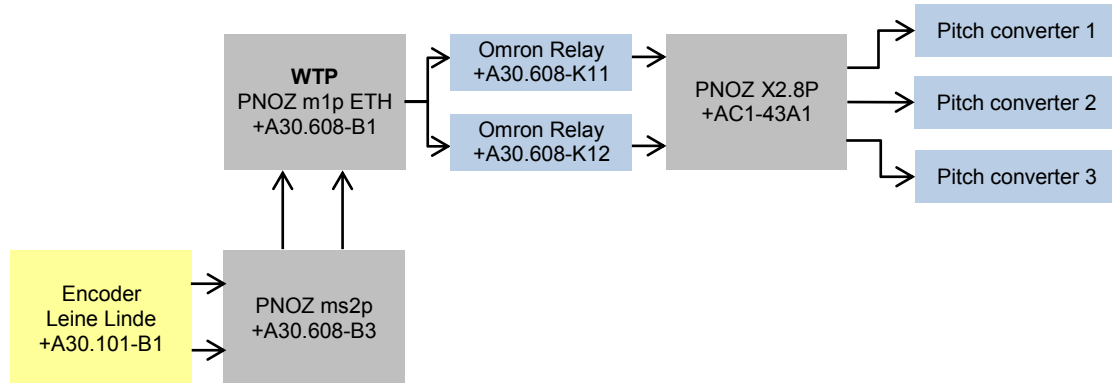 WTP
PNOZ m1p ETH
+A30.608-B1
Omron Relay
+A30.608-K11
Omron Relay
+A30.608-K12
PNOZ X2.8P
+AC1-43A1
Pitch converter 1
Pitch converter 2
Pitch converter 3
Encoder
Leine Linde
+A30.101-B1
PNOZ ms2p
+A30.608-B3